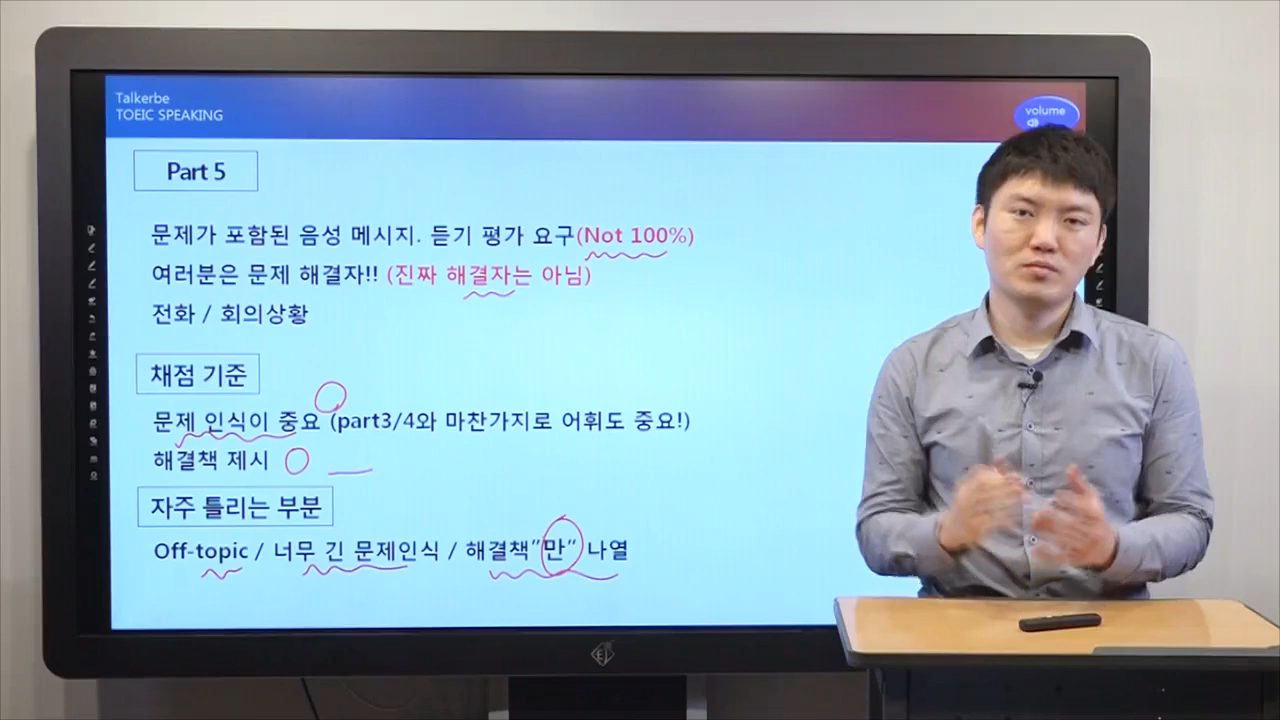 Talkerbe
TOEIC SPEAKING
volume
Part 5
문제가 포함된 음성 메시지. 듣기 평가 요구(Not 100%)
여러분은 문제 해결자!! (진짜 해결자는 아님)
전화 / 회의상황
채점 기준
문제 인식이 중요 (part3/4와 마찬가지로 어휘도 중요!)
해결책 제시
자주 틀리는 부분
Off-topic / 너무 긴 문제인식 / 해결책"만" 나열